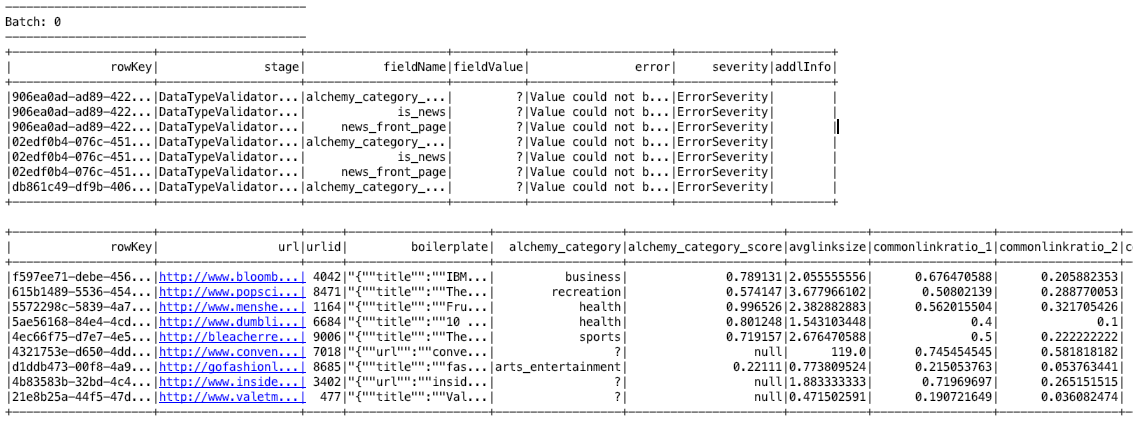 Batch: 0
| rowKey| stage| fieldName|fieldValue| error| severity|addlInfo|
|906ea0ad-ad89-422...|DataTypeValidator...|alchemy_category_...| ?|Value could not b...|ErrorSeverity| |
|906ea0ad-ad89-422...|DataTypeValidator...| is_news| ?|Value could not b...|ErrorSeverity| |
|906ea0ad-ad89-422...|DataTypeValidator...| news_front_page| ?|Value could not b...|ErrorSeverity| |
|02edf0b4-076c-451...|DataTypeValidator...|alchemy_category_...| ?|Value could not b...|ErrorSeverity| |
|02edf0b4-076c-451...|DataTypeValidator...| is_news| ?|Value could not b...|ErrorSeverity| |
|02edf0b4-076c-451...|DataTypeValidator...| news_front_page| ?|Value could not b...|ErrorSeverity| |
|db861c49-df9b-406...|DataTypeValidator...|alchemy_category_...| ?|Value could not b...|ErrorSeverity| |
| rowKey| url|urlid| boilerplate| alchemy_category|alchemy_category_score|avglinksize|commonlinkratio_1|commonlinkratio_2|
|f597ee71-debe-456...|http://www.bloomb...| 4042|"{""title"":""IBM...| business| 0.789131|2.055555556| 0.676470588| 0.205882353|
|615b1489-5536-454...|http://www.popsci...| 8471|"{""title"":""The...| recreation| 0.574147|3.677966102| 0.50802139| 0.288770053|
|5572298c-5839-4a7...|http://www.menshe...| 1164|"{""title"":""Fru...| health| 0.996526|2.382882883| 0.562015504| 0.321705426|
|5ae56168-84e4-4cd...|http://www.dumbli...| 6684|"{""title"":""10 ...| health| 0.801248|1.543103448| 0.4| 0.1|
|4ec66f75-d7e7-4e5...|http://bleacherre...| 9006|"{""title"":""The...| sports| 0.719157|2.676470588| 0.5| 0.222222222|
|4321753e-d650-4dd...|http://www.conven...| 7018|"{""url"":""conve...| ?| null| 119.0| 0.745454545| 0.581818182|
|d1ddb473-00f8-4a9...|http://gofashionl...| 8685|"{""title"":""fas...|arts_entertainment| 0.22111|0.773809524| 0.215053763| 0.053763441|
|4b83583b-32bd-4c4...|http://www.inside...| 3402|"{""url"":""insid...| ?| null|1.883333333| 0.71969697| 0.265151515|
|21e8b25a-44f5-47d...|http://www.valetm...| 477|"{""title"":""Val...| ?| null|0.471502591| 0.190721649| 0.036082474|